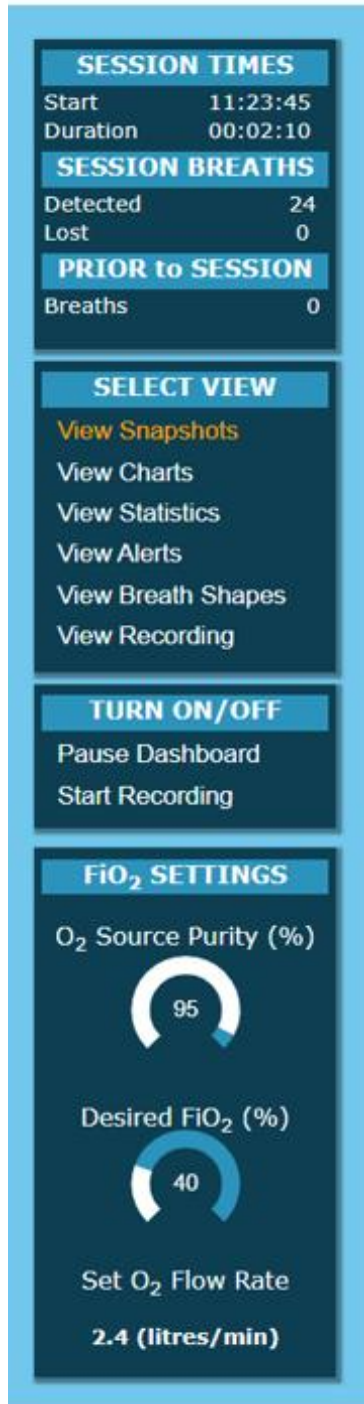 SESSION TIMES
Start 11:23:45
Duration 00:02:10
SESSION BREATHS
Detected 24
Lost 0
PRIOR to SESSION
Breaths 0
SELECT VIEW
View Snapshots
View Charts
View Statistics
View Alerts
View Breath Shapes
View Recording
TURN ON/OFF
Pause Dashboard
Start Recording
FiO₂ SETTINGS
O₂ Source Purity (%)
95
Desired FiO₂ (%)
40
Set O₂ Flow Rate
2.4 (litres/min)